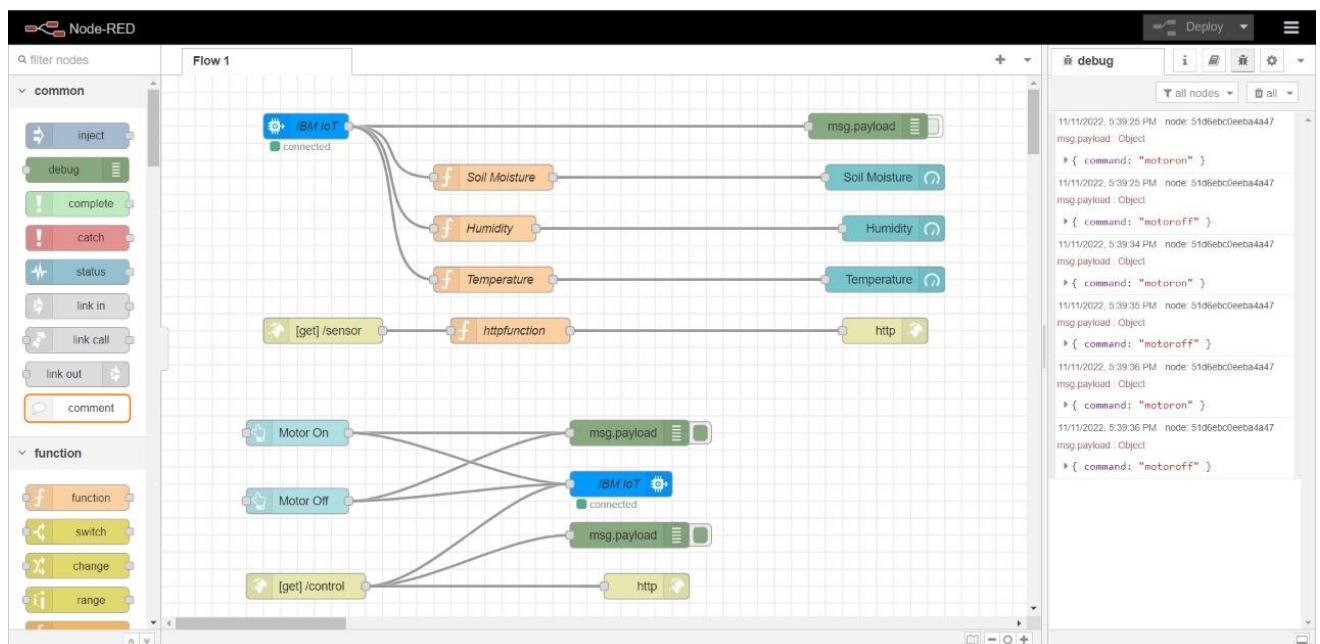 Node-RED
Deploy
filter nodes
Flow 1
debug
i
all nodes
all
common
inject
debug
complete
catch
status
link in
link call
link out
comment
function
function
switch
change
range
IBM IoT
connected
msg.payload
Soil Moisture
Soil Moisture
Humidity
Humidity
Temperature
Temperature
[get] /sensor
httpfunction
http
Motor On
msg.payload
IBM IoT
connected
Motor Off
msg.payload
[get] /control
http
11/11/2022, 5:39:25 PM node: 51d6ebc0eeba4a47
msg.payload : Object
{ command: "motoron" }
11/11/2022, 5:39:25 PM node: 51d6ebc0eeba4a47
msg.payload : Object
{ command: "motoroff" }
11/11/2022, 5:39:34 PM node: 51d6ebc0eeba4a47
msg.payload : Object
{ command: "motoron" }
11/11/2022, 5:39:35 PM node: 51d6ebc0eeba4a47
msg.payload : Object
{ command: "motoroff" }
11/11/2022, 5:39:36 PM node: 51d6ebc0eeba4a47
msg.payload : Object
{ command: "motoron" }
11/11/2022, 5:39:36 PM node: 51d6ebc0eeba4a47
msg.payload : Object
{ command: "motoroff" }